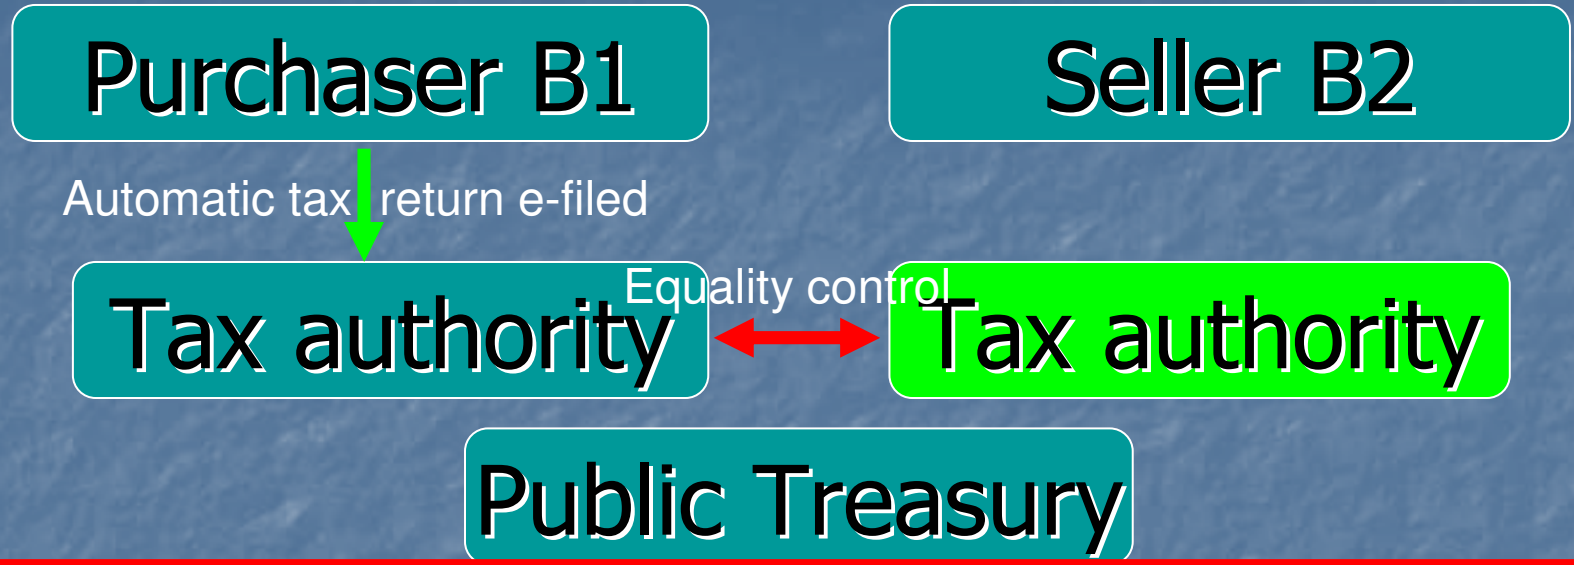 Purchaser B1
Seller B2
Automatic tax return e-filed
Equality control
Tax authority
Tax authority
Public Treasury